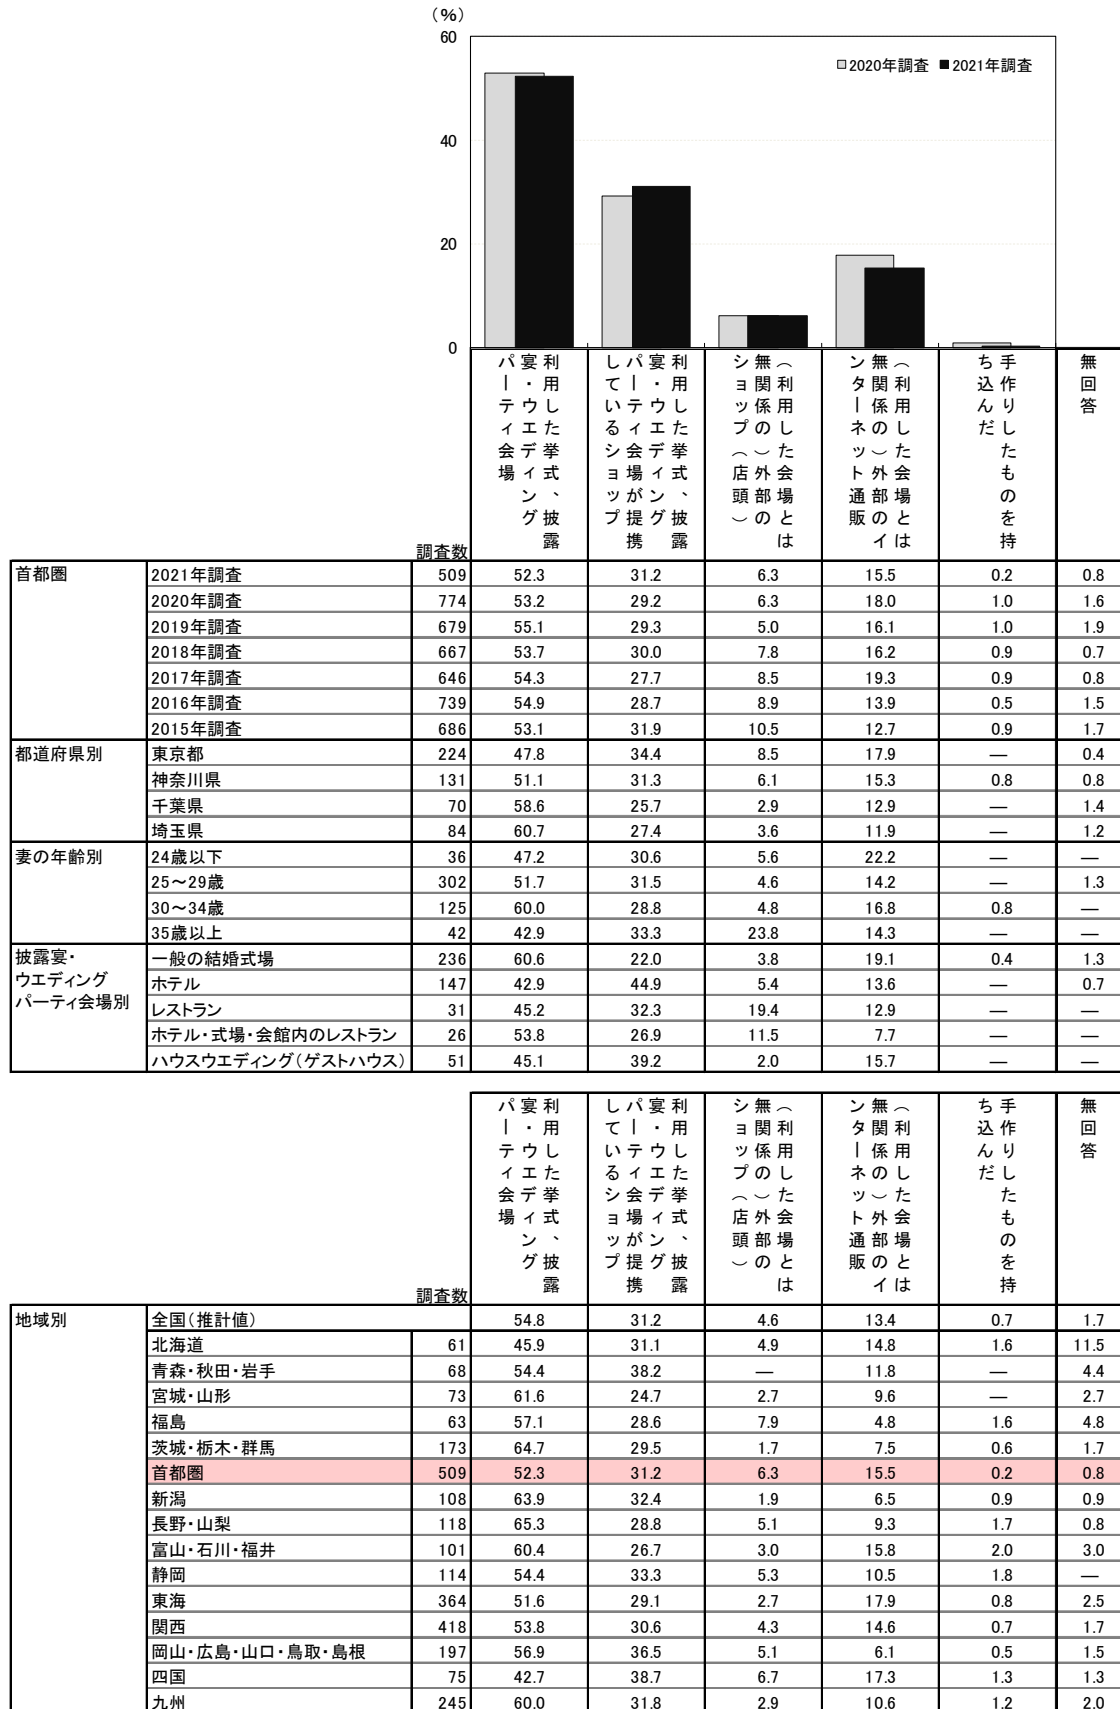 （％）
60
40
20
0
2020年調査 2021年調査
利用した挙式、披露
宴・ウエディング
パーティ会場
利用した挙式、披露
宴・ウエディング
パーティ会場が提携
しているショップ
（利用した会場とは
無関係の）外部の
ショップ（店頭）
（利用した会場とは
無関係の）外部のイ
ンターネット通販
手作りしたものを持
ち込んだ
無回答
調査数
首都圏 2021年調査 509 52.3 31.2 6.3 15.5 0.2 0.8
2020年調査 774 53.2 29.2 6.3 18.0 1.0 1.6
2019年調査 679 55.1 29.3 5.0 16.1 1.0 1.9
2018年調査 667 53.7 30.0 7.8 16.2 0.9 0.7
2017年調査 646 54.3 27.7 8.5 19.3 0.9 0.8
2016年調査 739 54.9 28.7 8.9 13.9 0.5 1.5
2015年調査 686 53.1 31.9 10.5 12.7 0.9 1.7
都道府県別 東京都 224 47.8 34.4 8.5 17.9 ― 0.4
神奈川県 131 51.1 31.3 6.1 15.3 0.8 0.8
千葉県 70 58.6 25.7 2.9 12.9 ― 1.4
埼玉県 84 60.7 27.4 3.6 11.9 ― 1.2
妻の年齢別 24歳以下 36 47.2 30.6 5.6 22.2 ― ―
25～29歳 302 51.7 31.5 4.6 14.2 ― 1.3
30～34歳 125 60.0 28.8 4.8 16.8 0.8 ―
35歳以上 42 42.9 33.3 23.8 14.3 ― ―
披露宴・
ウエディング
パーティ会場別
一般の結婚式場 236 60.6 22.0 3.8 19.1 0.4 1.3
ホテル 147 42.9 44.9 5.4 13.6 ― 0.7
レストラン 31 45.2 32.3 19.4 12.9 ― ―
ホテル・式場・会館内のレストラン 26 53.8 26.9 11.5 7.7 ― ―
ハウスウエディング（ゲストハウス） 51 45.1 39.2 2.0 15.7 ― ―
利用した挙式、披露
宴・ウエディング
パーティ会場
利用した挙式、披露
宴・ウエディング
パーティ会場が提携
しているショップ
（利用した会場とは
無関係の）外部の
ショップ（店頭）
（利用した会場とは
無関係の）外部のイ
ンターネット通販
手作りしたものを持
ち込んだ
無回答
調査数
地域別 全国（推計値） 54.8 31.2 4.6 13.4 0.7 1.7
北海道 61 45.9 31.1 4.9 14.8 1.6 11.5
青森・秋田・岩手 68 54.4 38.2 ― 11.8 ― 4.4
宮城・山形 73 61.6 24.7 2.7 9.6 ― 2.7
福島 63 57.1 28.6 7.9 4.8 1.6 4.8
茨城・栃木・群馬 173 64.7 29.5 1.7 7.5 0.6 1.7
首都圏 509 52.3 31.2 6.3 15.5 0.2 0.8
新潟 108 63.9 32.4 1.9 6.5 0.9 0.9
長野・山梨 118 65.3 28.8 5.1 9.3 1.7 0.8
富山・石川・福井 101 60.4 26.7 3.0 15.8 2.0 3.0
静岡 114 54.4 33.3 5.3 10.5 1.8 ―
東海 364 51.6 29.1 2.7 17.9 0.8 2.5
関西 418 53.8 30.6 4.3 14.6 0.7 1.7
岡山・広島・山口・鳥取・島根 197 56.9 36.5 5.1 6.1 0.5 1.5
四国 75 42.7 38.7 6.7 17.3 1.3 1.3
九州 245 60.0 31.8 2.9 10.6 1.2 2.0